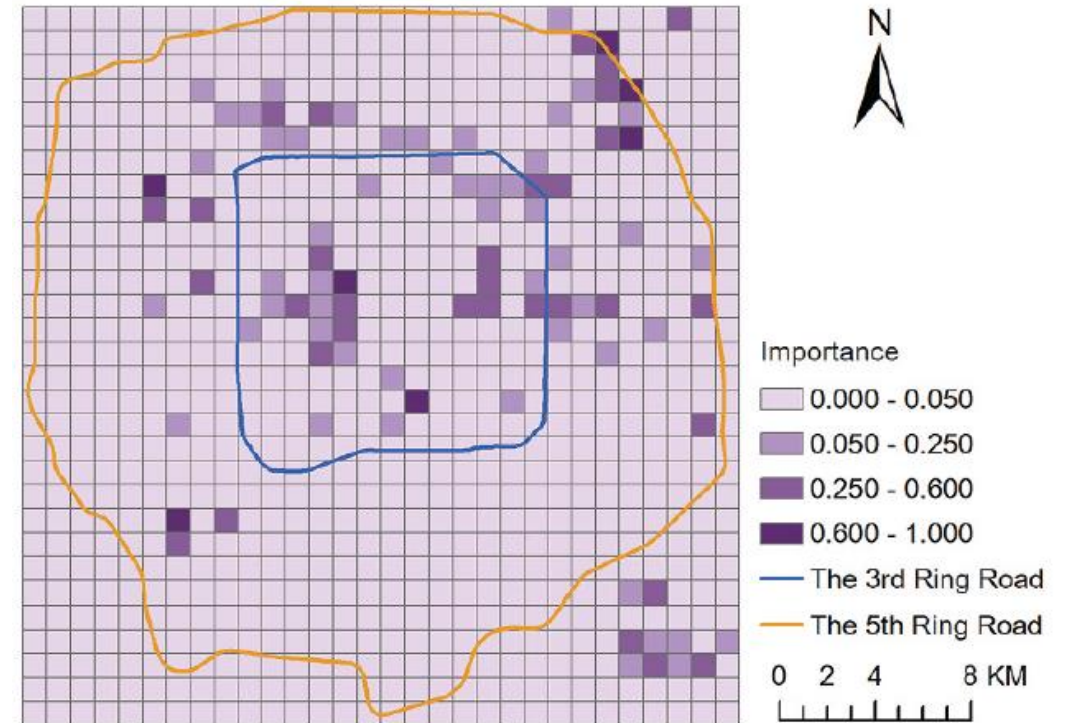 N
Importance
0.000 - 0.050
0.050 - 0.250
0.250 - 0.600
0.600 - 1.000
The 3rd Ring Road
The 5th Ring Road
0 2 4 8 KM